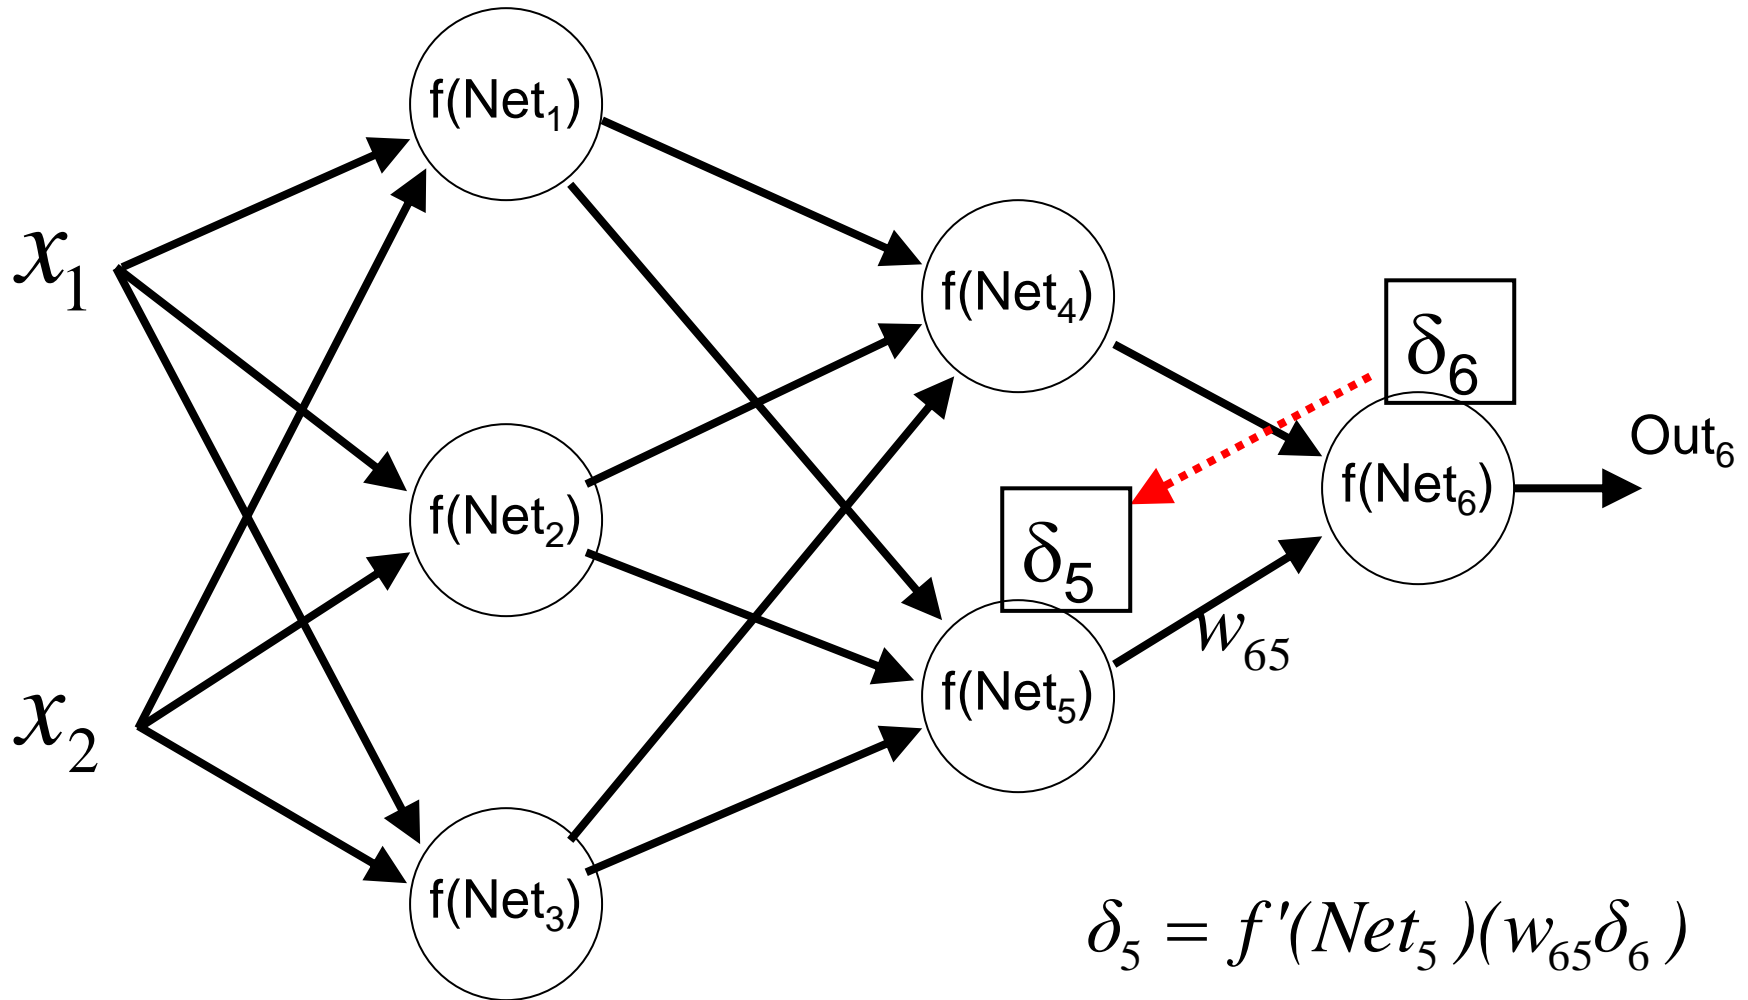 x₁
x₂
f(Net₁)
f(Net₂)
f(Net₃)
f(Net₄)
δ₅
f(Net₅)
w₆₅
δ₆
f(Net₆)
Out₆
δ₅ = f'(Net₅)(w₆₅δ₆)